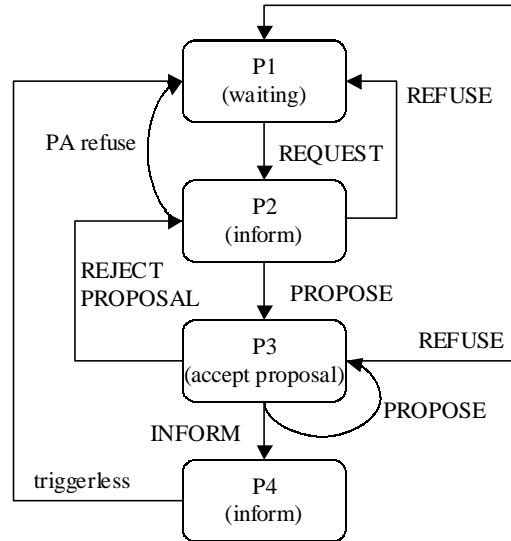 P1
(waiting)
REFUSE
PA refuse
REQUEST
P2
(inform)
REJECT
PROPOSAL
PROPOSE
P3
(accept proposal)
REFUSE
PROPOSE
INFORM
P4
(inform)
triggerless